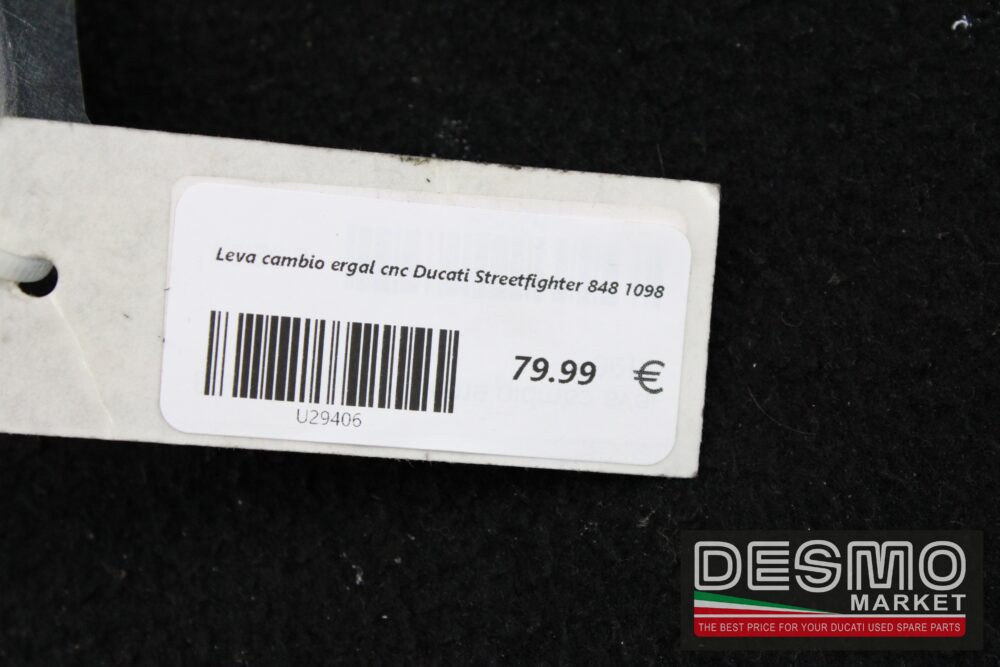 Leva cambio ergal cnc Ducati Streetfighter 848 1098
79.99 €
U29406
DESMO
MARKET
THE BEST PRICE FOR YOUR DUCATI USED SPARE PARTS